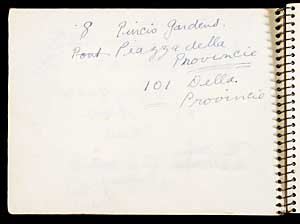 8 Pincio Gardens.
Pont Piazza della
Provincie
101 Della
Provincie